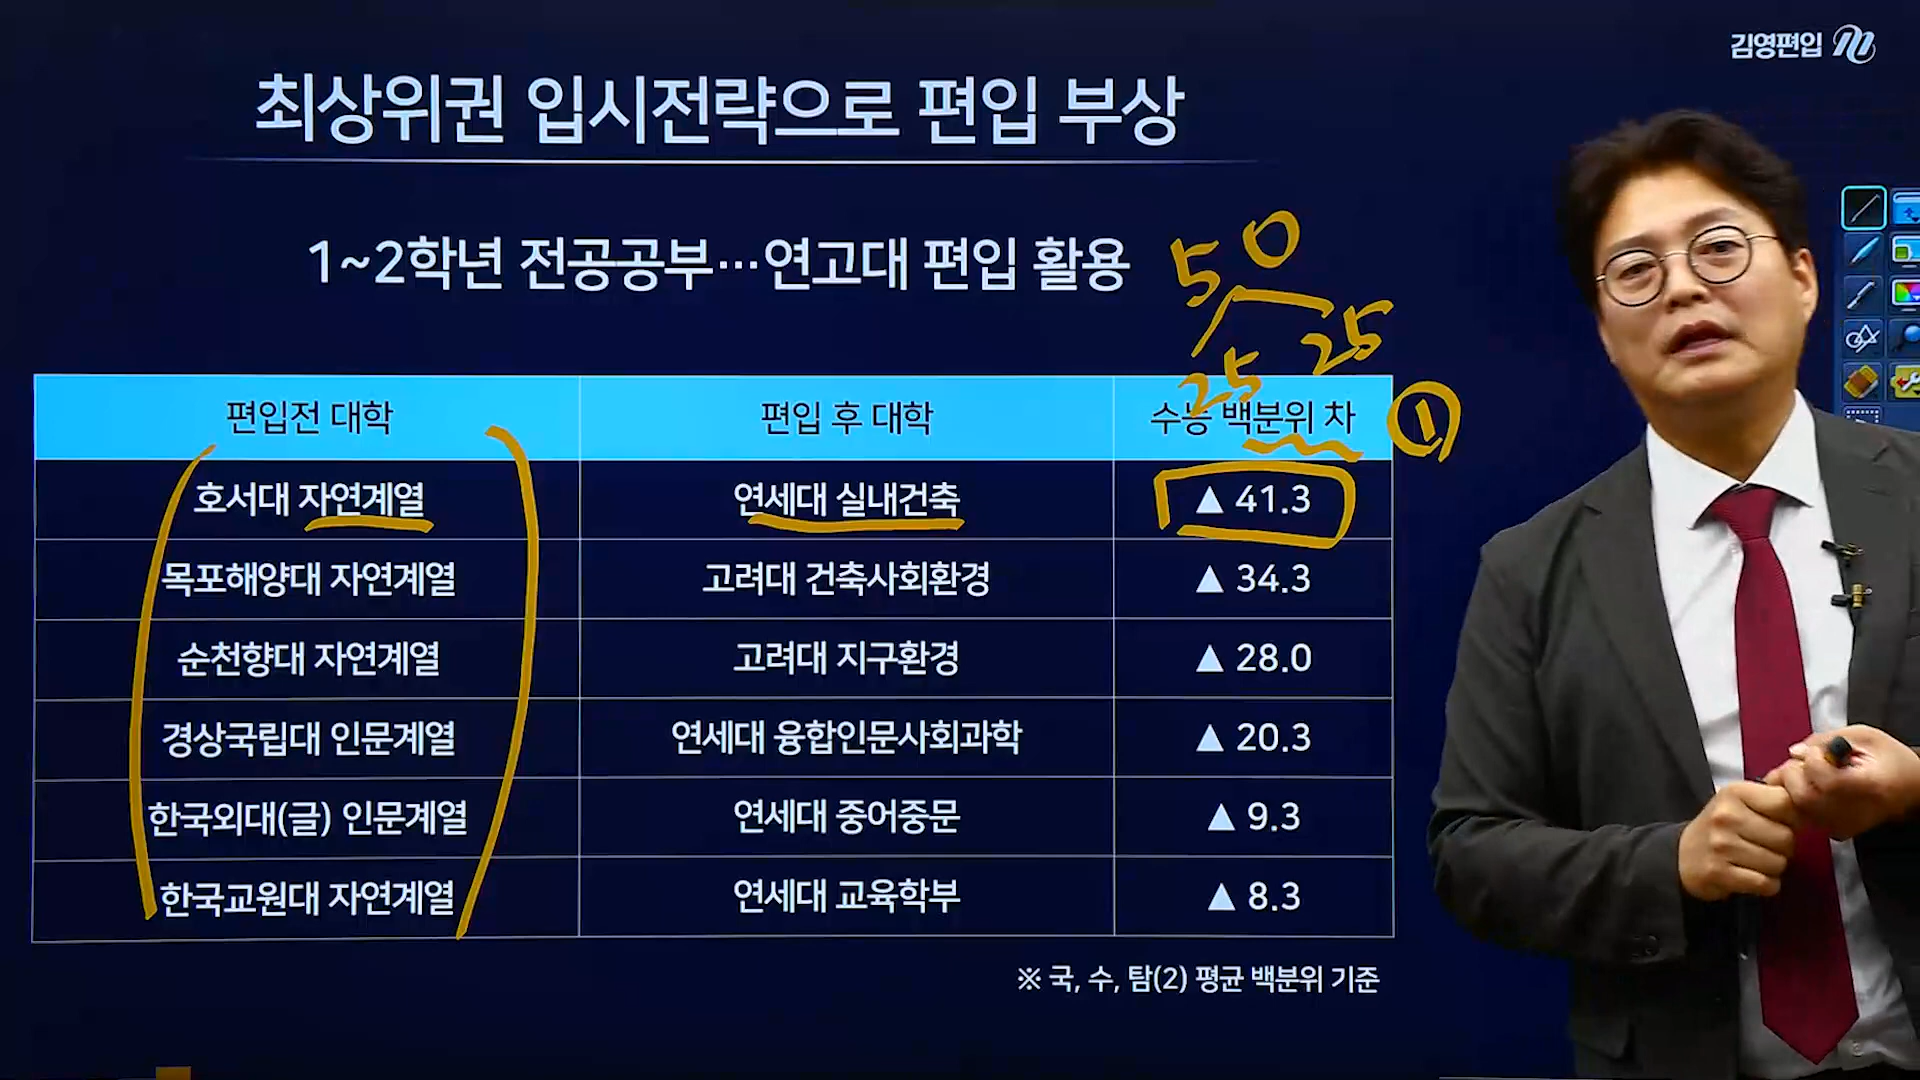 김영편입
최상위권 입시전략으로 편입 부상
1~2학년 전공공부…연고대 편입 활용
50
25 25
편입전 대학 편입 후 대학 수능 백분위 차 ①
호서대 자연계열 연세대 실내건축 ▲ 41.3
목포해양대 자연계열 고려대 건축사회환경 ▲ 34.3
순천향대 자연계열 고려대 지구환경 ▲ 28.0
경상국립대 인문계열 연세대 융합인문사회과학 ▲ 20.3
한국외대(글) 인문계열 연세대 중어중문 ▲ 9.3
한국교원대 자연계열 연세대 교육학부 ▲ 8.3
※ 국, 수, 탐(2) 평균 백분위 기준